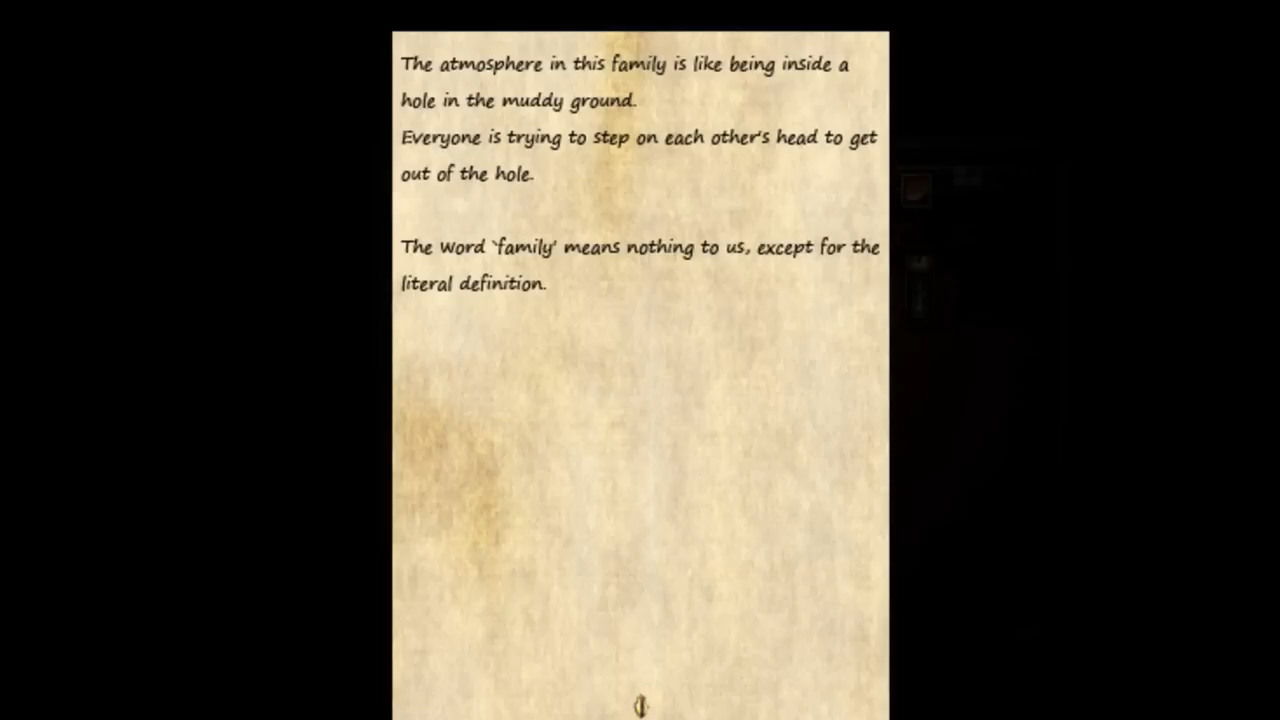 The atmosphere in this family is like being inside a
hole in the muddy ground.
Everyone is trying to step on each other's head to get
out of the hole.
The word `family' means nothing to us, except for the
literal definition.